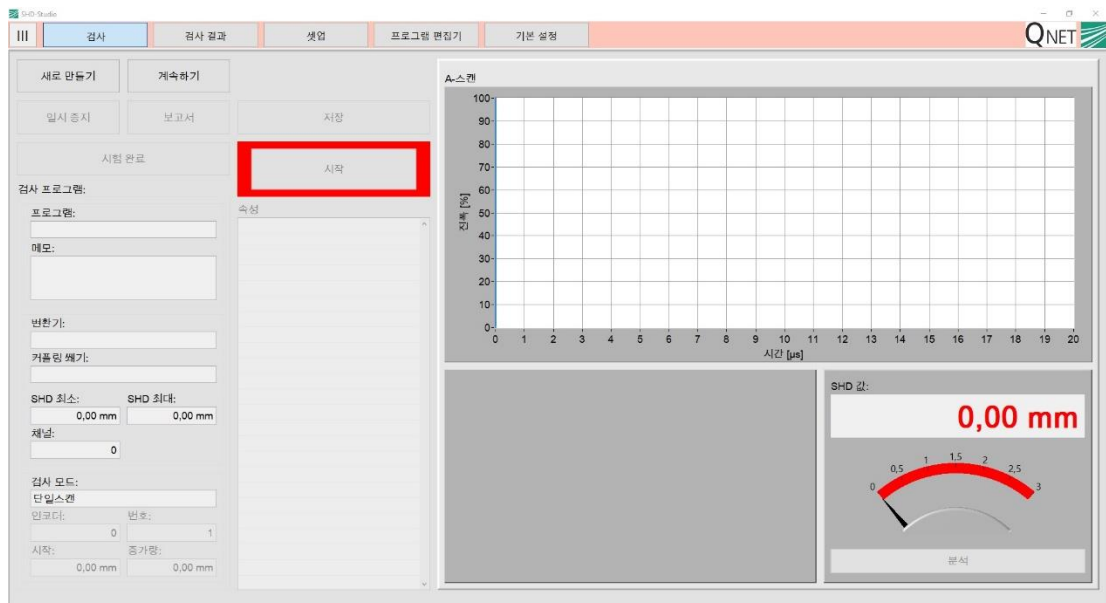 SHD-Studio
검사 검사 결과 셋업 프로그램 편집기 기본 설정
QNET
새로 만들기 계속하기
일시 중지 보고서 저장
시험 완료 시작
검사 프로그램:
프로그램:
메모:
변환기:
커플링 쐐기:
SHD 최소: SHD 최대:
0,00 mm 0,00 mm
채널:
0
검사 모드:
단일스캔
인코더: 번호:
0 1
시작: 증가량:
0,00 mm 0,00 mm
속성
A-스캔
진폭 [%]
100
90
80
70
60
50
40
30
20
10
0
0 1 2 3 4 5 6 7 8 9 10 11 12 13 14 15 16 17 18 19 20
시간 [µs]
SHD 값:
0,00 mm
0 0,5 1 1,5 2 2,5 3
분석